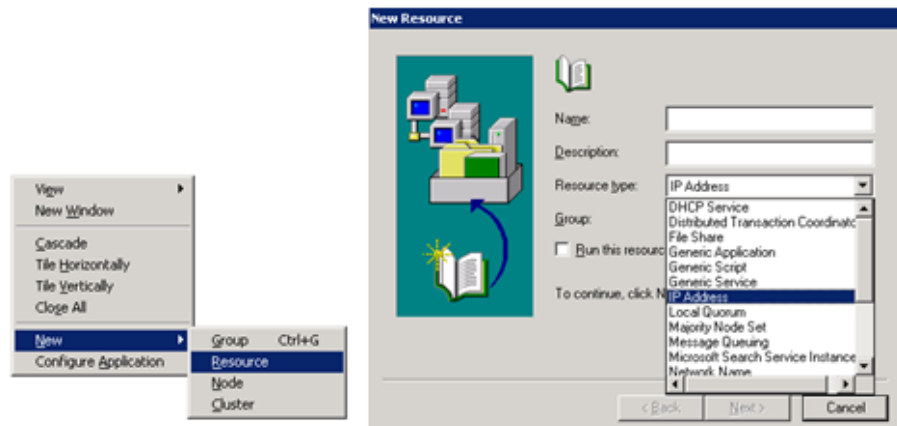 View
New Window
Cascade
Tile Horizontally
Tile Vertically
Close All
New
Configure Application
Group Ctrl+G
Resource
Node
Cluster
New Resource
Name:
Description:
Resource type: IP Address
Group:
Run this resourc
To continue, click N
DHCP Service
Distributed Transaction Coordinatc
File Share
Generic Application
Generic Script
Generic Service
IP Address
Local Quorum
Majority Node Set
Message Queuing
Microsoft Search Service Instance
Network Name
< Back Next > Cancel